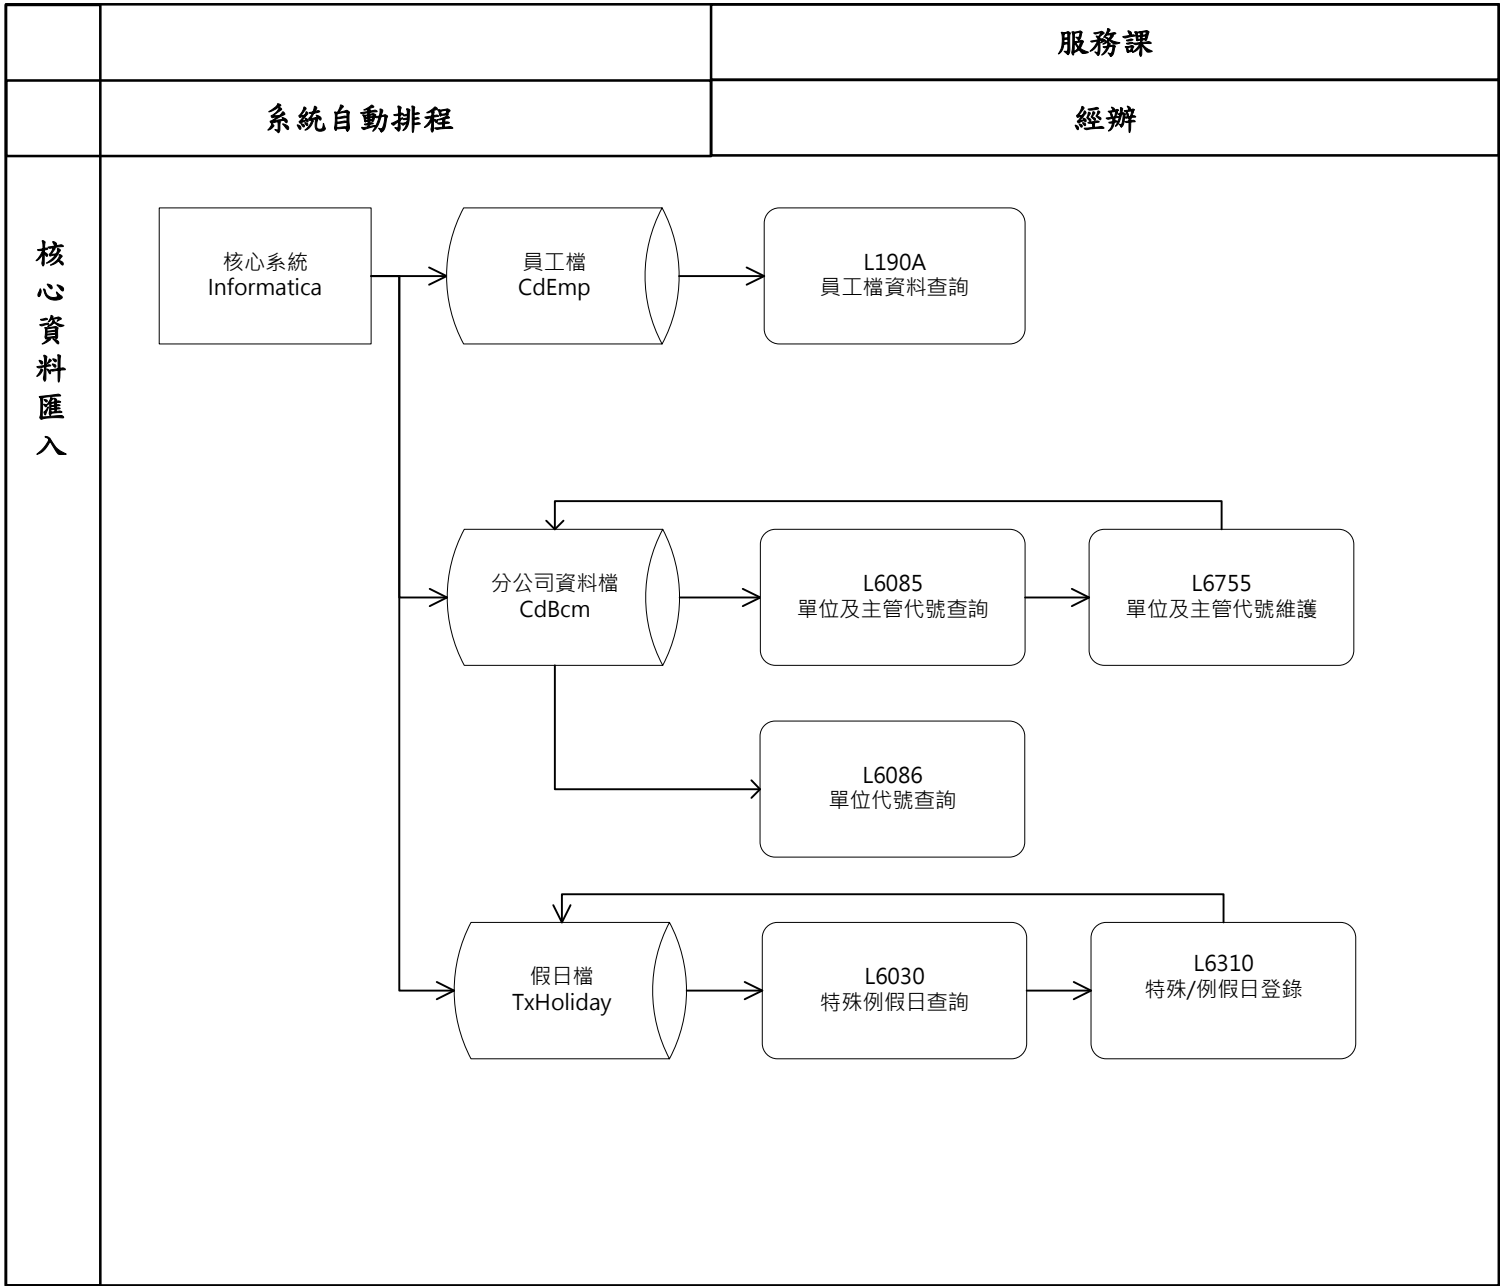 服務課
系統自動排程
經辦
核心資料匯入
核心系統
Informatica
員工檔
CdEmp
L190A
員工檔資料查詢
分公司資料檔
CdBcm
L6085
單位及主管代號查詢
L6755
單位及主管代號維護
L6086
單位代號查詢
假日檔
TxHoliday
L6030
特殊例假日查詢
L6310
特殊/例假日登錄